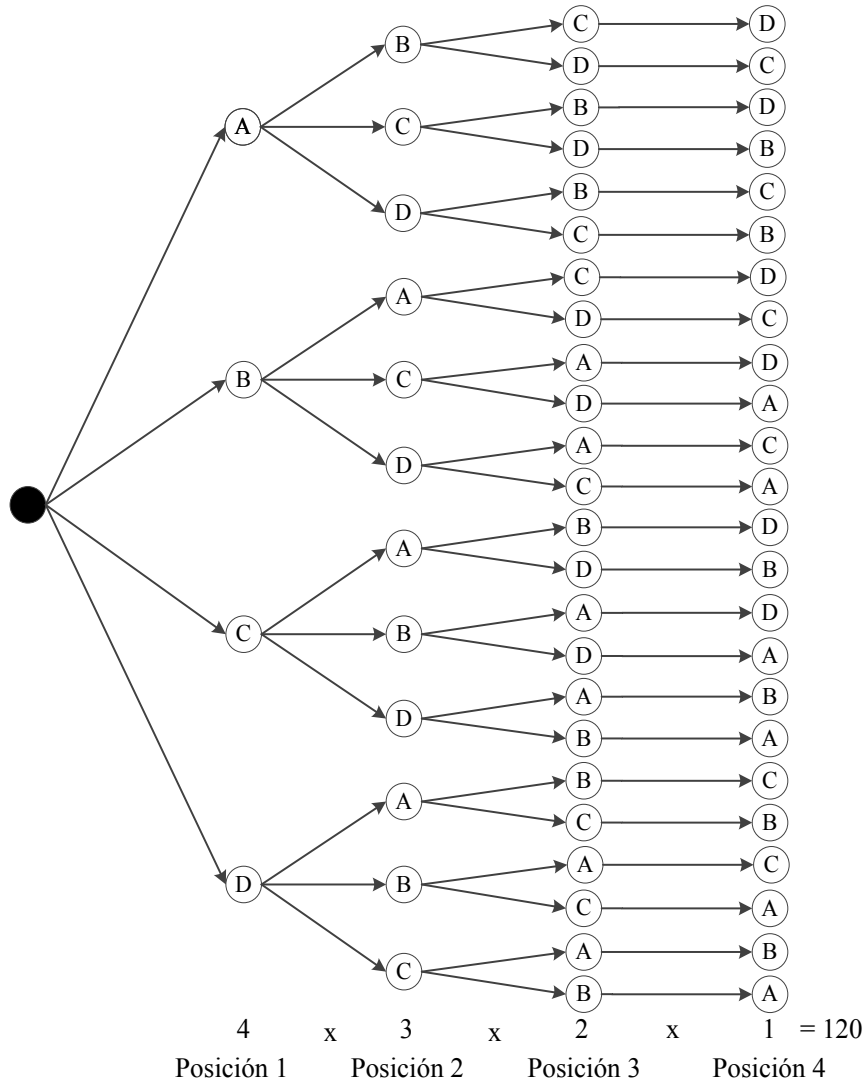 C D
B
D C
B D
A C
D B
B C
D
C B
C D
A
D C
A D
B C
D A
A C
D
C A
B D
A
D B
A D
C B
D A
A B
D
B A
B C
A
C B
A C
D B
C A
A B
C
B A
4 x 3 x 2 x 1 = 120
Posición 1 Posición 2 Posición 3 Posición 4